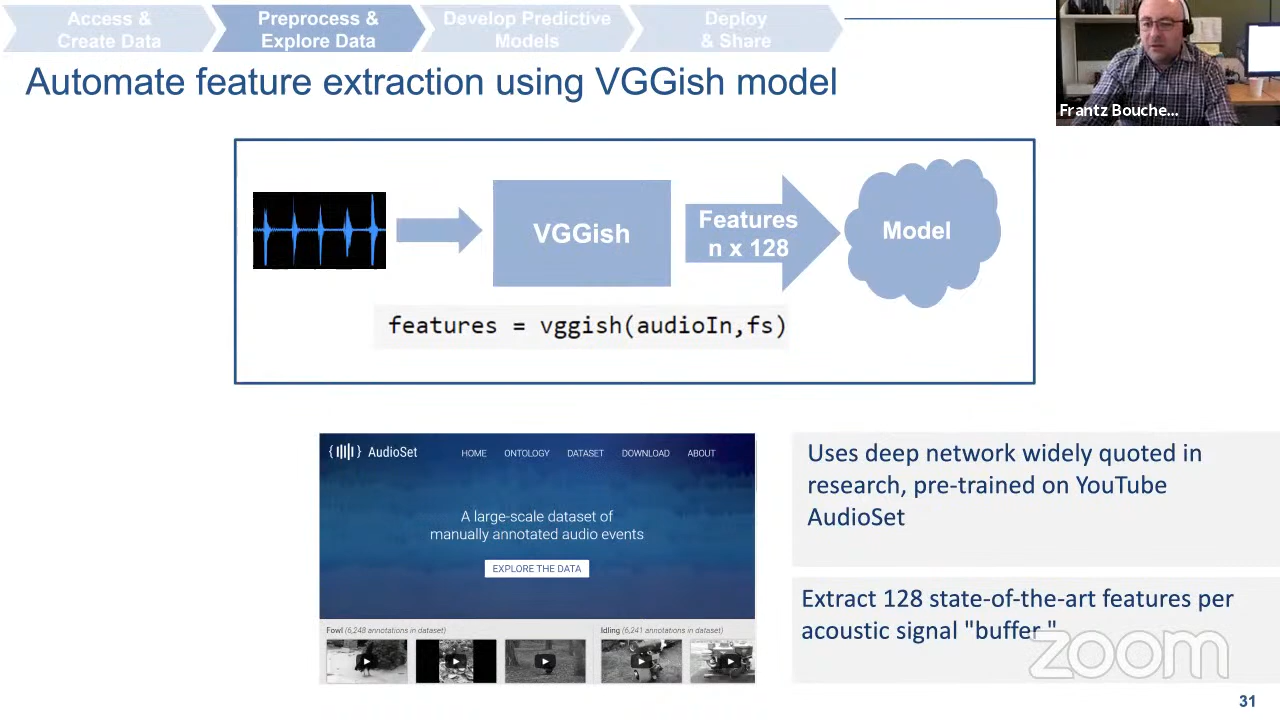 Access &
Create Data
Preprocess &
Explore Data
Develop Predictive
Models
Deploy
& Share
Frantz Bouche...
Automate feature extraction using VGGish model
VGGish
Features
n x 128
Model
features = vggish(audioIn,fs)
{ } AudioSet
HOME ONTOLOGY DATASET DOWNLOAD ABOUT
A large-scale dataset of
manually annotated audio events
EXPLORE THE DATA
Fowl (6,248 annotations in dataset)
Idling (6,241 annotations in dataset)
Uses deep network widely quoted in
research, pre-trained on YouTube
AudioSet
Extract 128 state-of-the-art features per
acoustic signal "buffer "
zoom
31